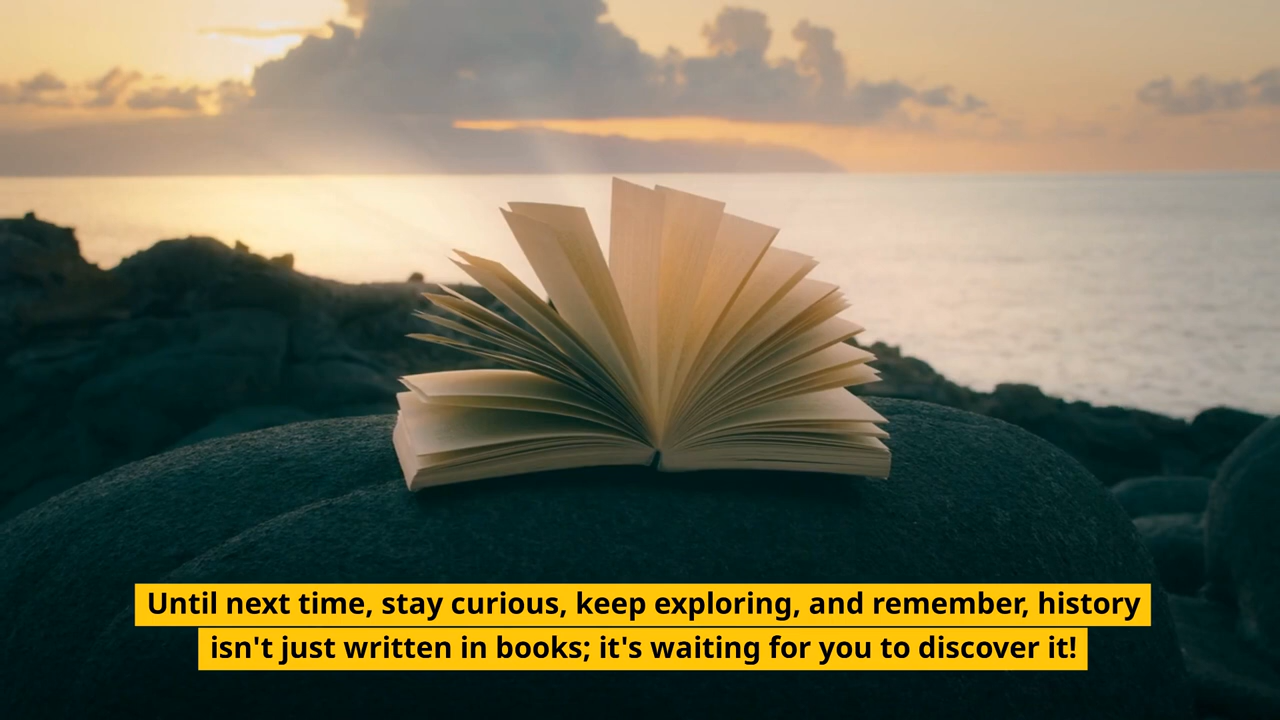 Until next time, stay curious, keep exploring, and remember, history
isn't just written in books; it's waiting for you to discover it!